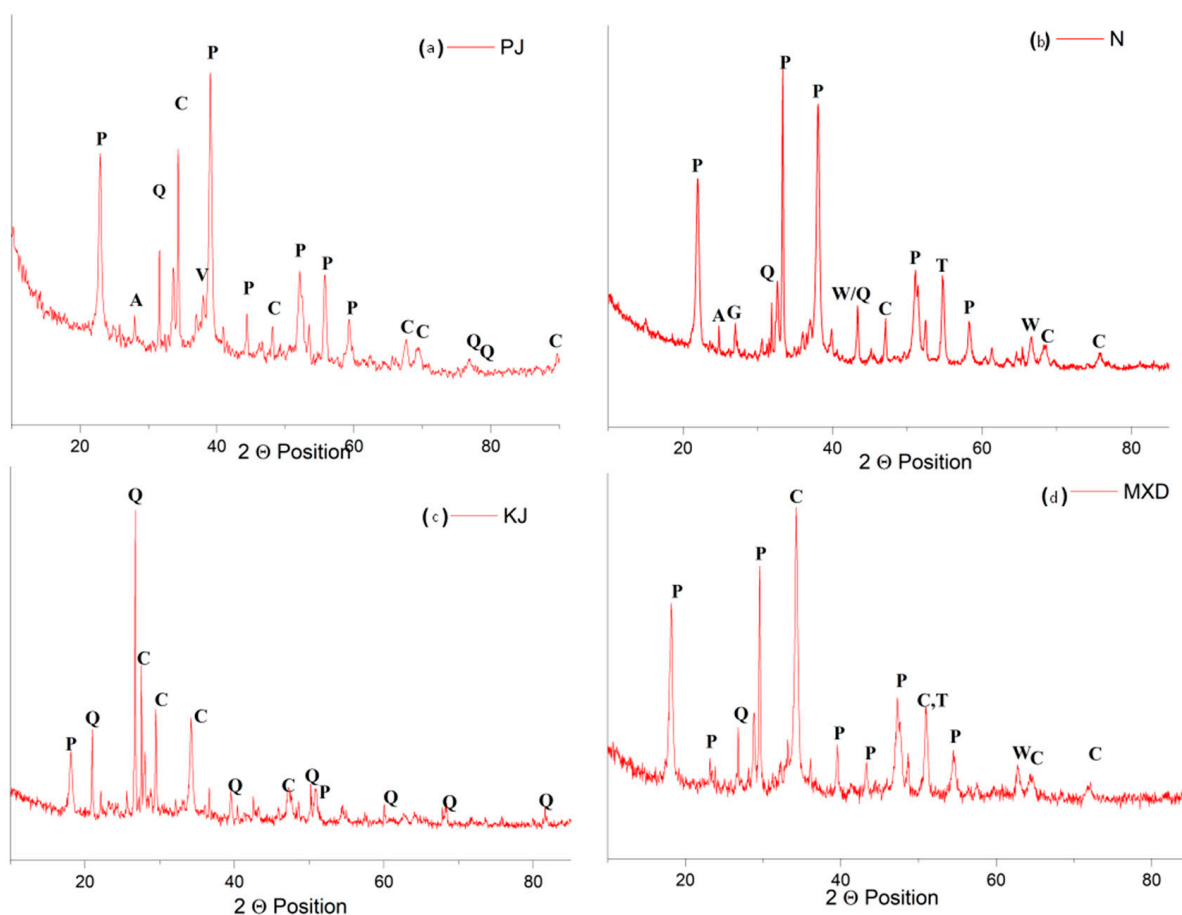 (a) PJ
P P C Q V A P C P P P C C Q Q C
20 40 60 80
2 Θ Position
(b) N
P P P Q A G W/Q C P T P W C C
20 40 60 80
2 Θ Position
(c) KJ
Q C Q C C P Q C Q P Q Q Q
20 40 60 80
2 Θ Position
(d) MXD
C P P P Q P P P C,T P W C C
20 40 60 80
2 Θ Position